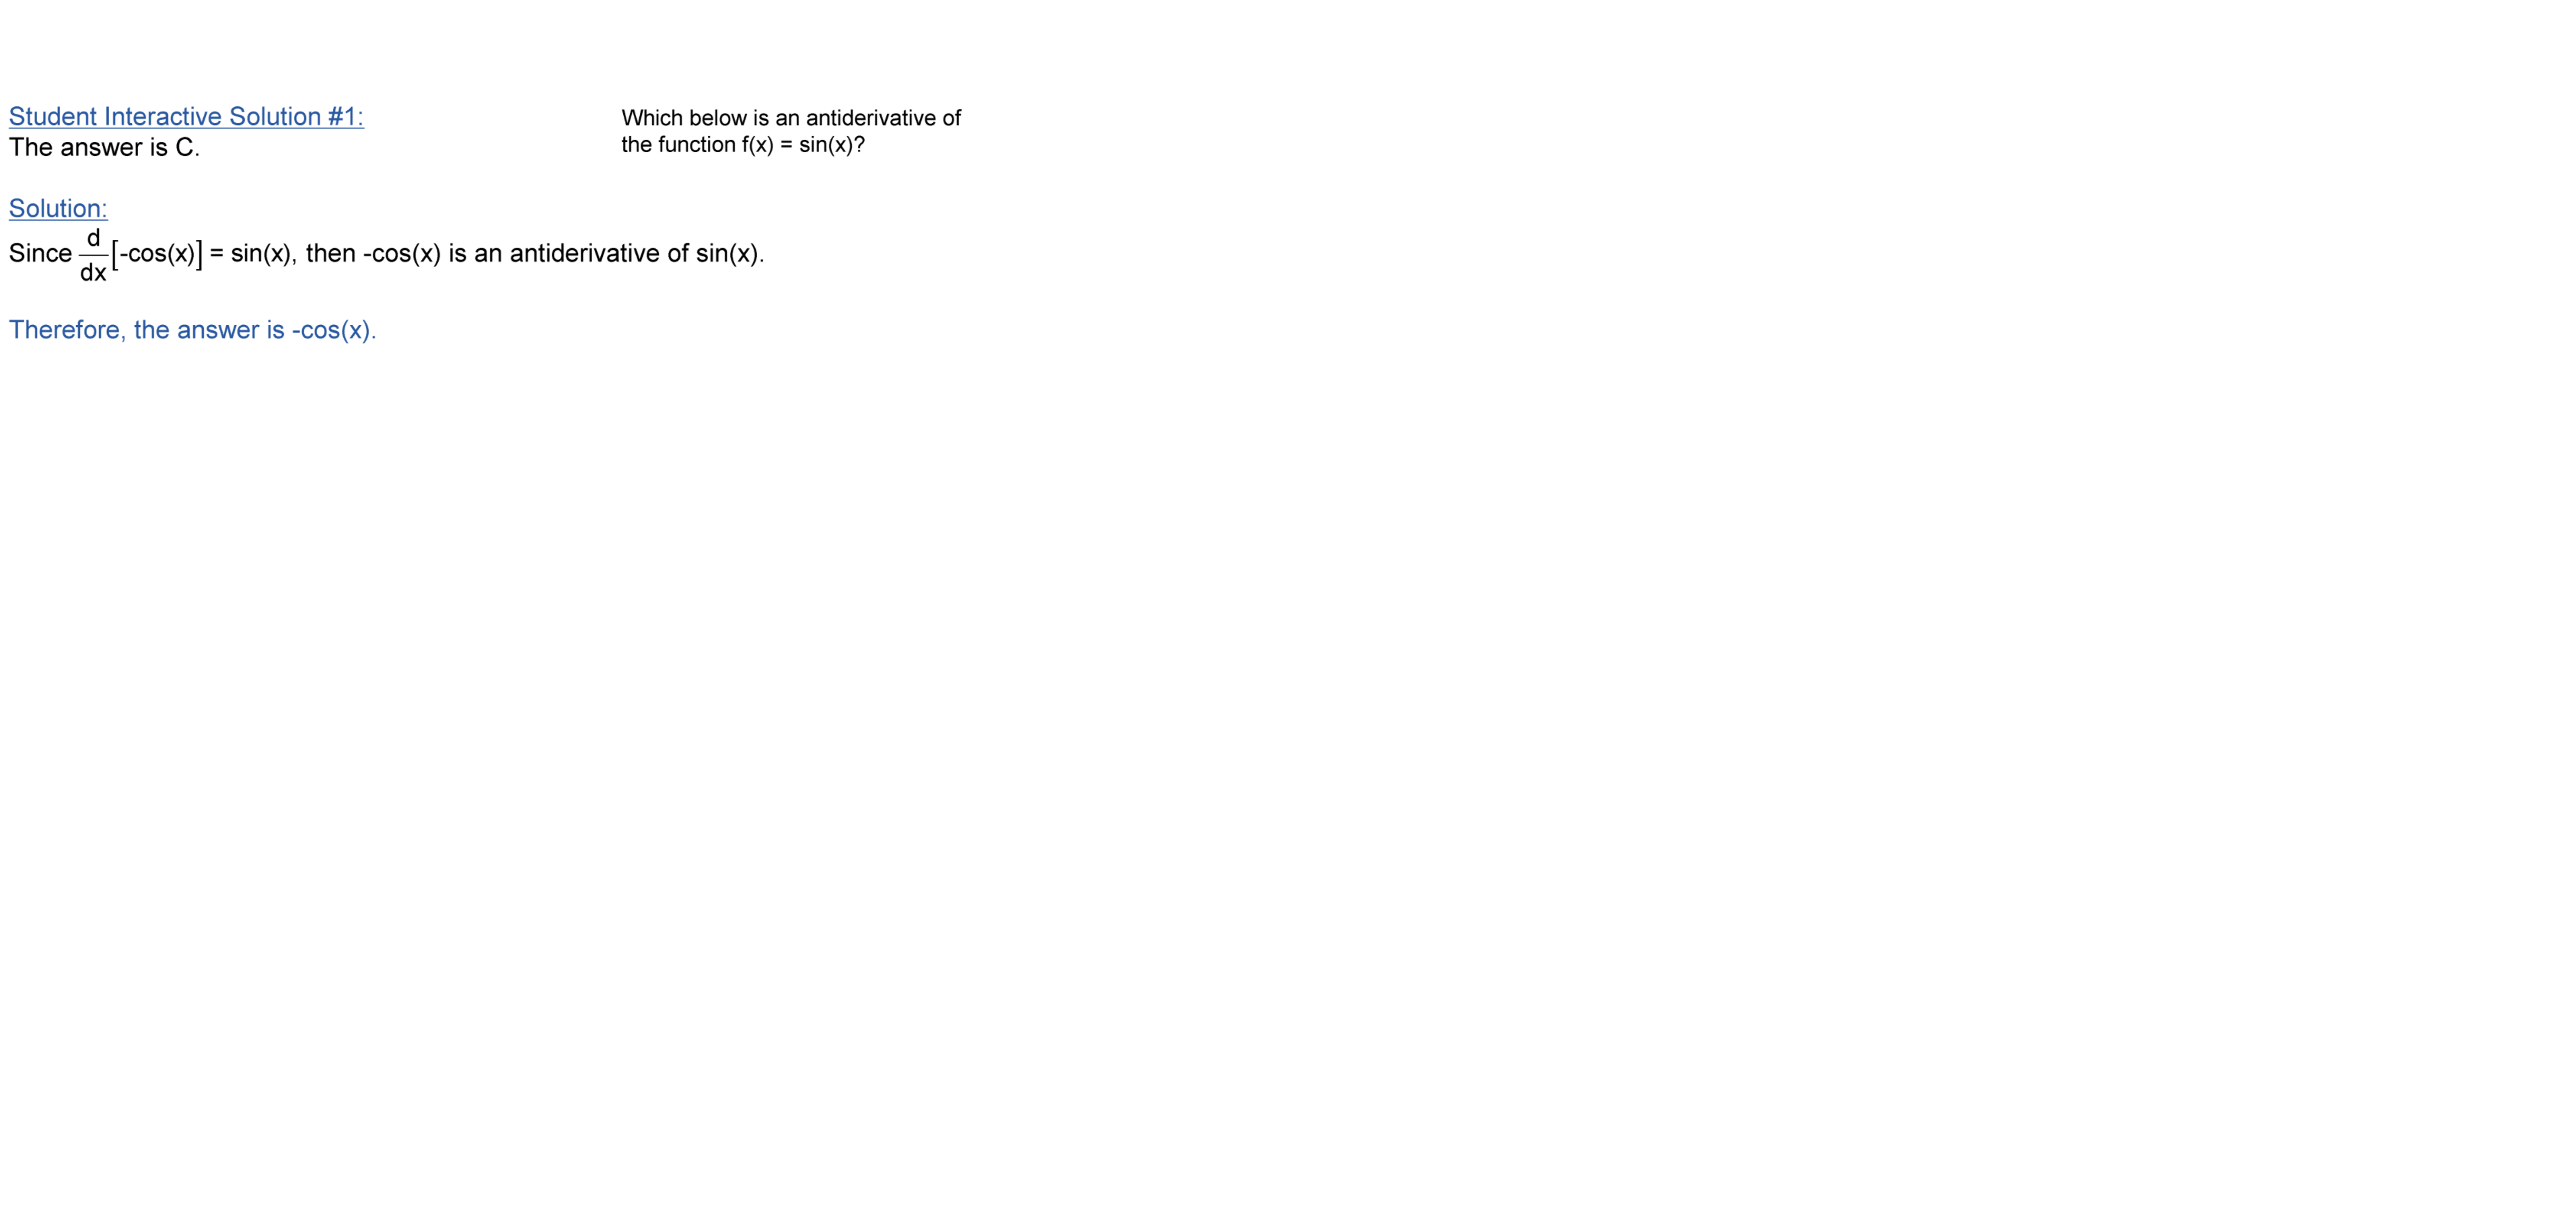 Student Interactive Solution #1:
The answer is C.
Which below is an antiderivative of
the function f(x) = sin(x)?
Solution:
Since d/dx [-cos(x)] = sin(x), then -cos(x) is an antiderivative of sin(x).
Therefore, the answer is -cos(x).